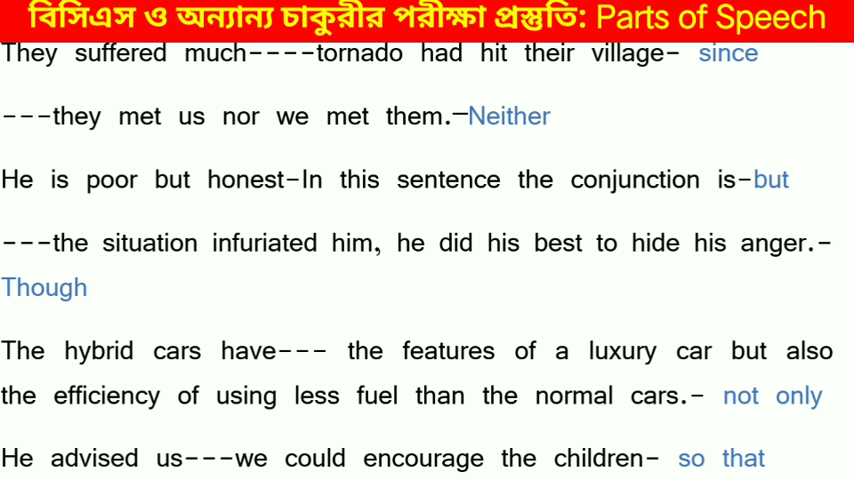 বিসিএস ও অন্যান্য চাকুরীর পরীক্ষা প্রস্তুতি: Parts of Speech
They suffered much----tornado had hit their village- since
---they met us nor we met them.-Neither
He is poor but honest-In this sentence the conjunction is-but
---the situation infuriated him, he did his best to hide his anger.-
Though
The hybrid cars have--- the features of a luxury car but also
the efficiency of using less fuel than the normal cars.- not only
He advised us---we could encourage the children- so that